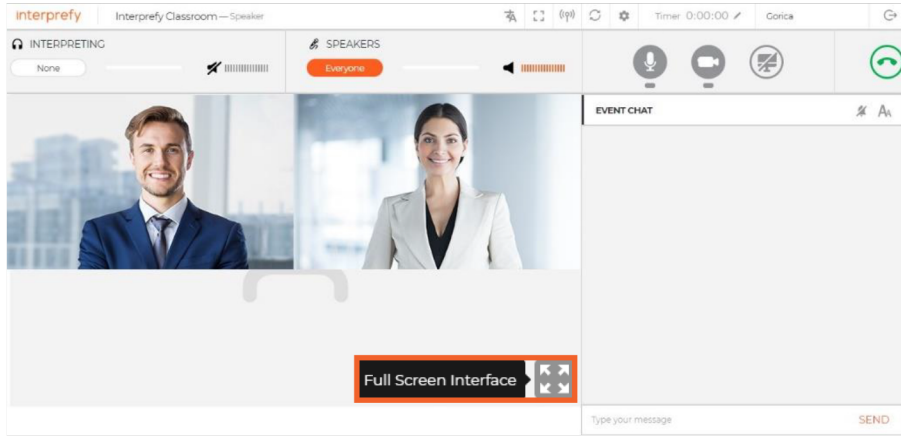 interprefy Interprefy Classroom — Speaker Timer 0:00:00 Gorica
INTERPRETING
None
SPEAKERS
Everyone
EVENT CHAT
Full Screen Interface
Type your message SEND